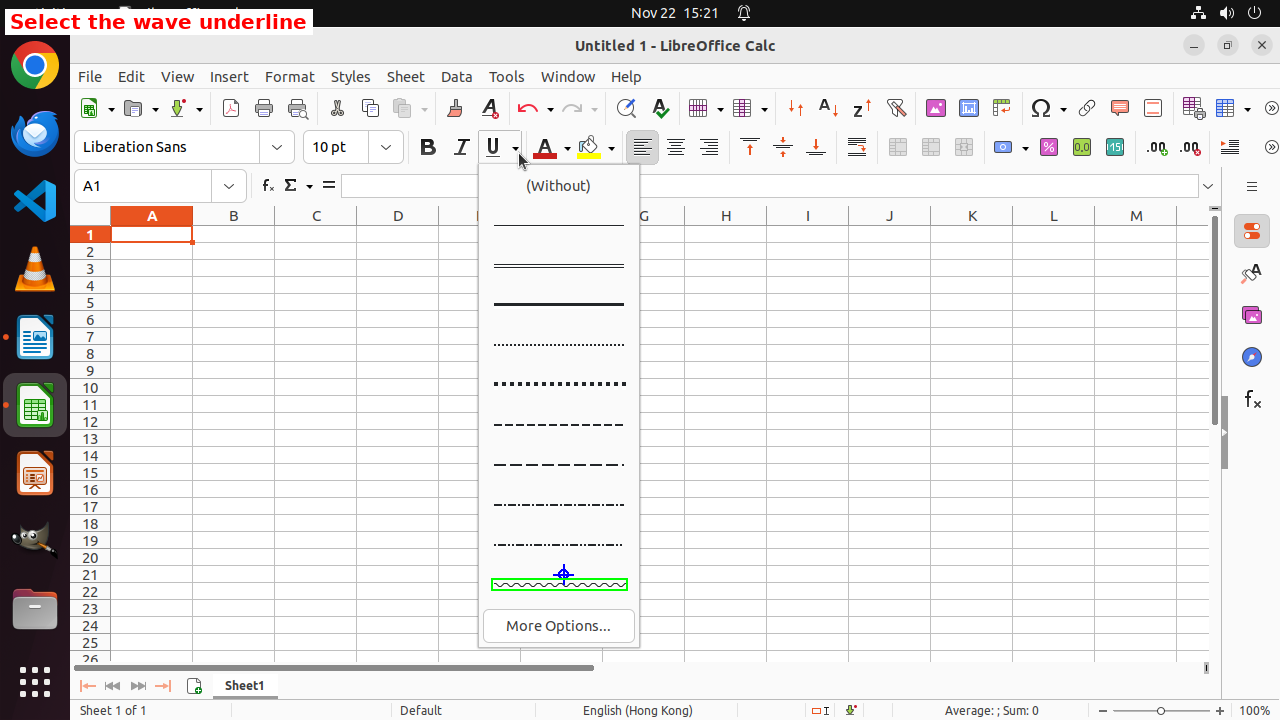 Select the wave underline
Nov 22 15:21
Untitled 1 - LibreOffice Calc
File Edit View Insert Format Styles Sheet Data Tools Window Help
Liberation Sans 10 pt
A1
(Without)
A B C D G H I J K L M
1
2
3
4
5
6
7
8
9
10
11
12
13
14
15
16
17
18
19
20
21
22
23
24
25
26
More Options...
Sheet1
Sheet 1 of 1 Default English (Hong Kong) Average: ; Sum: 0 100%